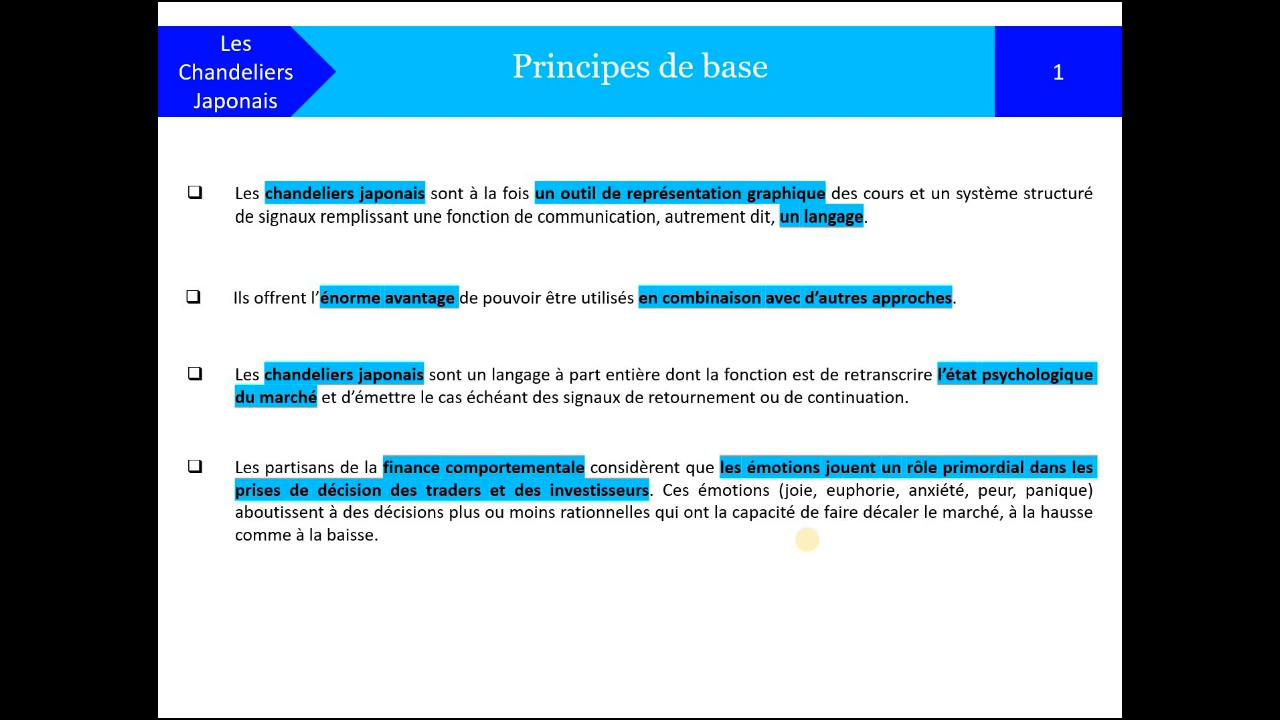 Les
Chandeliers
Japonais
Principes de base
1
Les chandeliers japonais sont à la fois un outil de représentation graphique des cours et un système structuré
de signaux remplissant une fonction de communication, autrement dit, un langage.
Ils offrent l’énorme avantage de pouvoir être utilisés en combinaison avec d’autres approches.
Les chandeliers japonais sont un langage à part entière dont la fonction est de retranscrire l’état psychologique
du marché et d’émettre le cas échéant des signaux de retournement ou de continuation.
Les partisans de la finance comportementale considèrent que les émotions jouent un rôle primordial dans les
prises de décision des traders et des investisseurs. Ces émotions (joie, euphorie, anxiété, peur, panique)
aboutissent à des décisions plus ou moins rationnelles qui ont la capacité de faire décaler le marché, à la hausse
comme à la baisse.